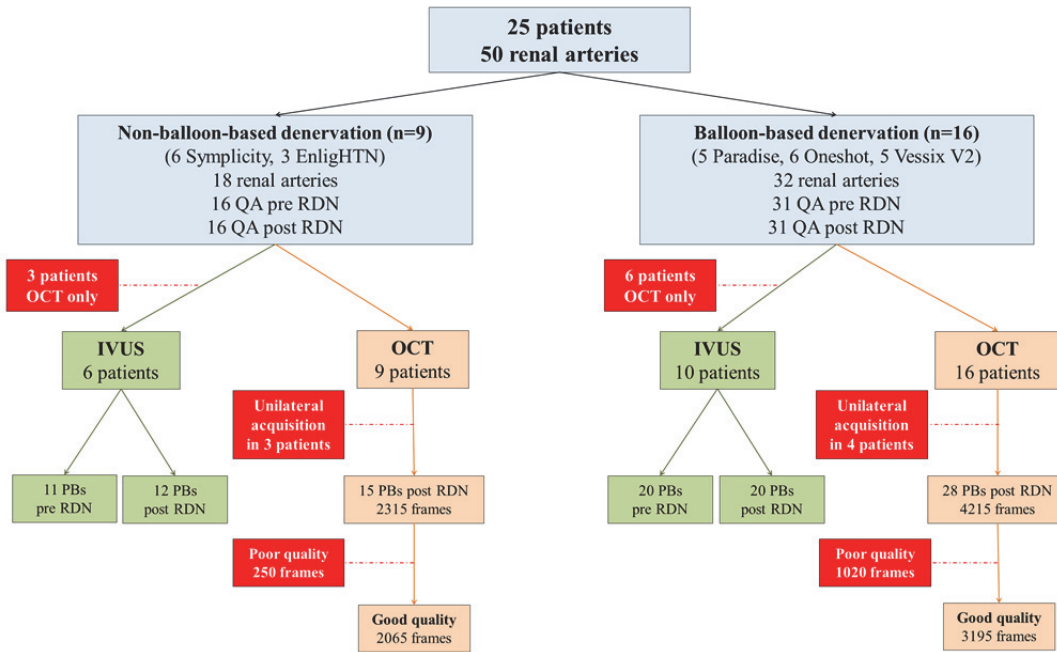 25 patients
50 renal arteries
Non-balloon-based denervation (n=9)
(6 Symplicity, 3 EnligHTN)
18 renal arteries
16 QA pre RDN
16 QA post RDN
Balloon-based denervation (n=16)
(5 Paradise, 6 Oneshot, 5 Vessix V2)
32 renal arteries
31 QA pre RDN
31 QA post RDN
3 patients
OCT only
6 patients
OCT only
IVUS
6 patients
OCT
9 patients
IVUS
10 patients
OCT
16 patients
Unilateral
acquisition
in 3 patients
Unilateral
acquisition
in 4 patients
11 PBs
pre RDN
12 PBs
post RDN
15 PBs post RDN
2315 frames
20 PBs
pre RDN
20 PBs
post RDN
28 PBs post RDN
4215 frames
Poor quality
250 frames
Poor quality
1020 frames
Good quality
2065 frames
Good quality
3195 frames